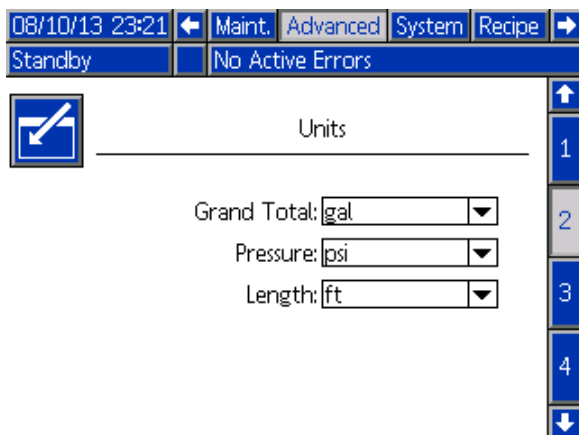 08/10/13 23:21 Maint. Advanced System Recipe
Standby No Active Errors
Units
1
Grand Total: gal
2
Pressure: psi
Length: ft
3
4